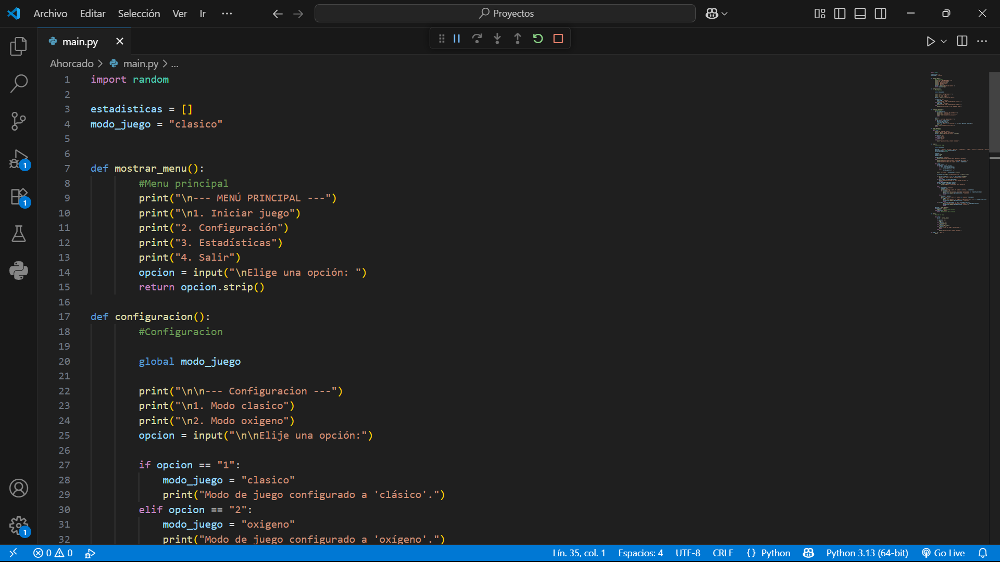 Archivo Editar Selección Ver Ir ··· Proyectos
main.py
Ahorcado > main.py > ...
1 import random
2
3 estadisticas = []
4 modo_juego = "clasico"
5
6
7 def mostrar_menu():
8 #Menu principal
9 print("\n--- MENÚ PRINCIPAL ---")
10 print("\n1. Iniciar juego")
11 print("2. Configuración")
12 print("3. Estadísticas")
13 print("4. Salir")
14 opcion = input("\nElige una opción: ")
15 return opcion.strip()
16
17 def configuracion():
18 #Configuracion
19
20 global modo_juego
21
22 print("\n\n--- Configuracion ---")
23 print("\n1. Modo clasico")
24 print("\n2. Modo oxigeno")
25 opcion = input("\n\nElije una opción:")
26
27 if opcion == "1":
28 modo_juego = "clasico"
29 print("Modo de juego configurado a 'clásico'.")
30 elif opcion == "2":
31 modo_juego = "oxigeno"
32 print("Modo de juego configurado a 'oxígeno'.")
1
1
1
0 0 Lín. 35, col. 1 Espacios: 4 UTF-8 CRLF {} Python Python 3.13 (64-bit) Go Live